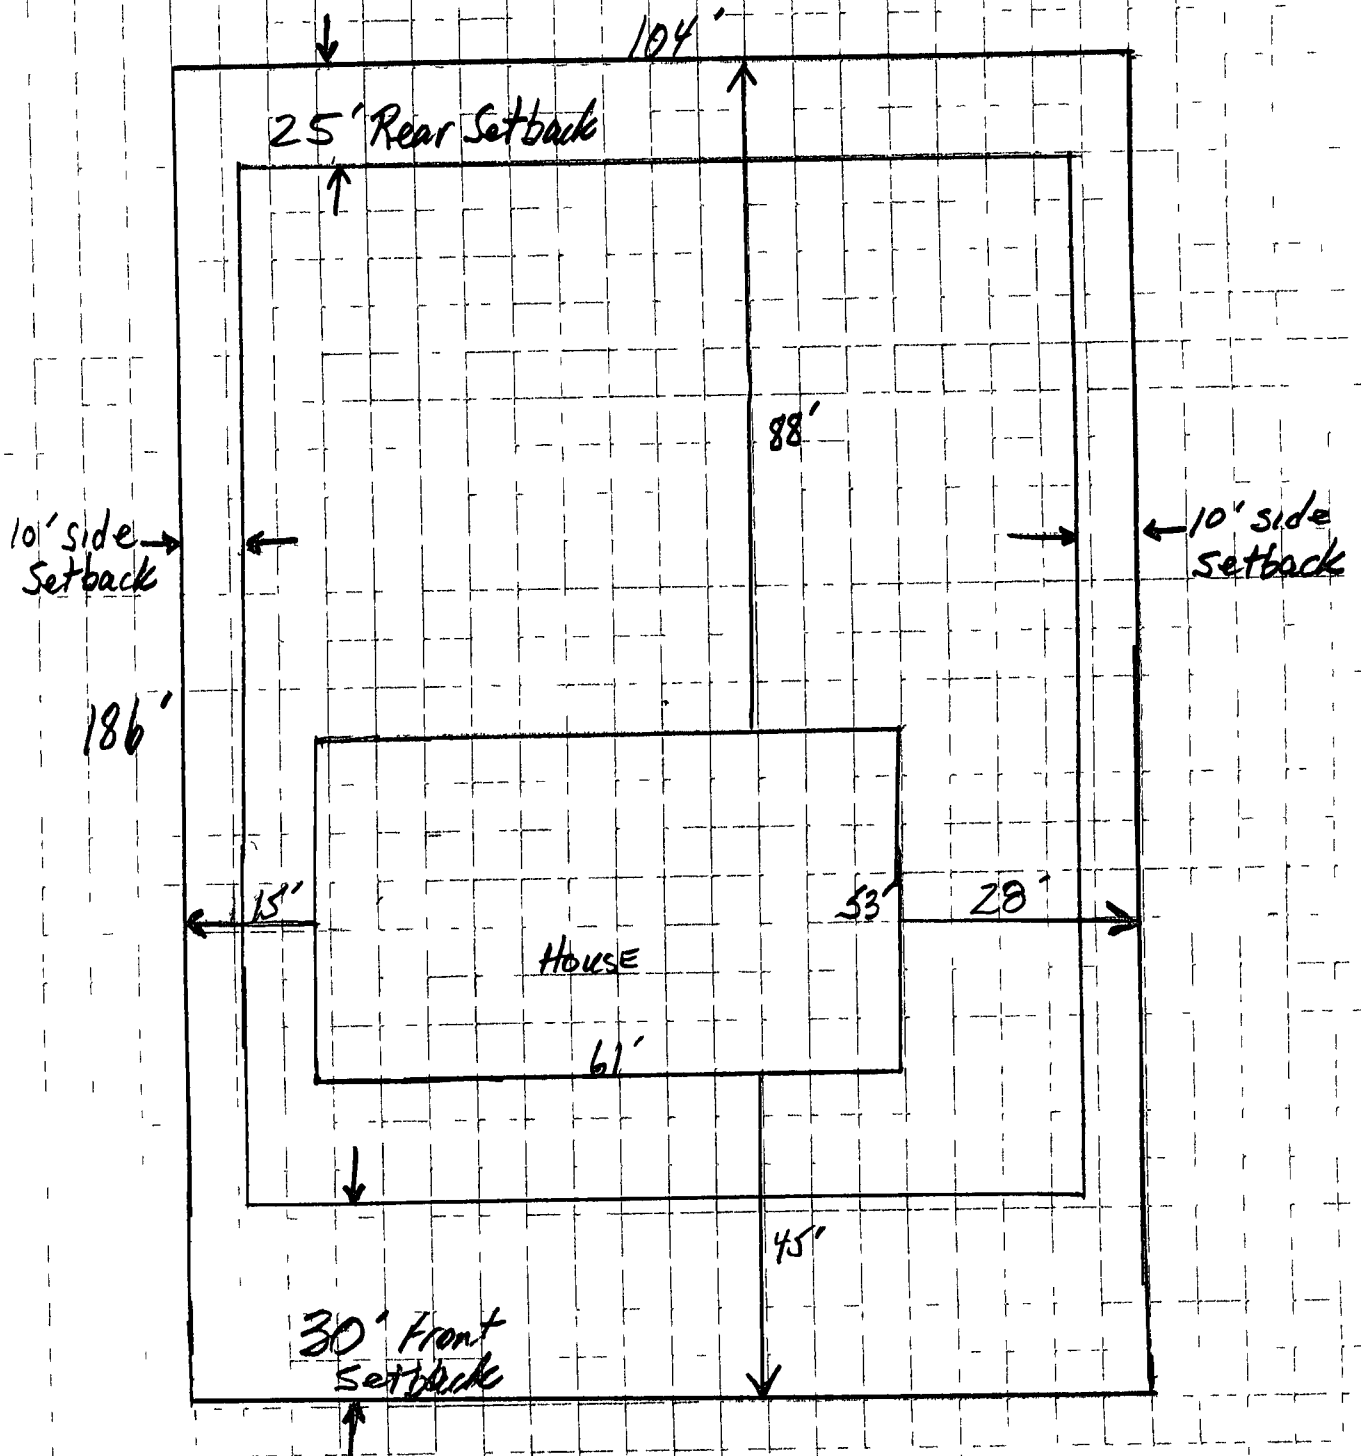 104'
25' Rear Setback
88'
10' side
Setback
10' side
setback
186'
15'
53'
28'
House
61'
45'
30' Front
setback